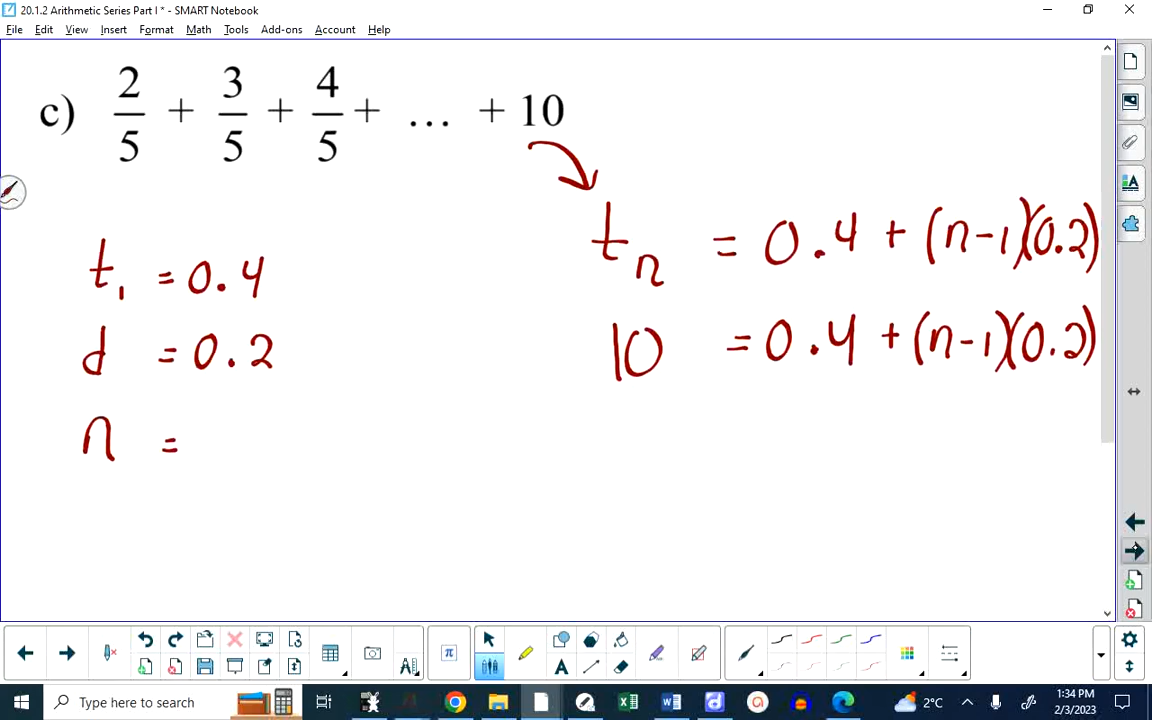 20.1.2 Arithmetic Series Part I * - SMART Notebook
File Edit View Insert Format Math Tools Add-ons Account Help
c) 2/5 + 3/5 + 4/5 + … + 10
t₁ = 0.4
d = 0.2
n =
tₙ = 0.4 + (n-1)(0.2)
10 = 0.4 + (n-1)(0.2)
Type here to search
2°C
1:34 PM
2/3/2023